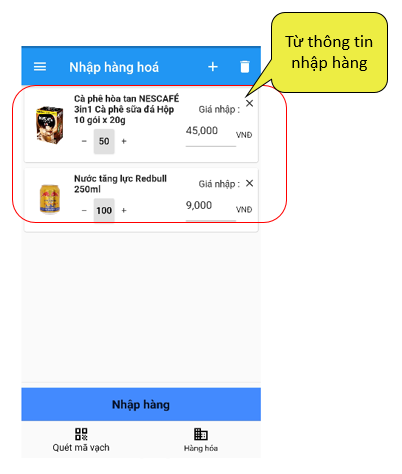 Từ thông tin
nhập hàng
Nhập hàng hoá
Cà phê hòa tan NESCAFÉ
3in1 Cà phê sữa đá Hộp
10 gói x 20g
Giá nhập :
45,000 VNĐ
− 50 +
Nước tăng lực Redbull
250ml
Giá nhập :
9,000 VNĐ
− 100 +
Nhập hàng
Quét mã vạch
Hàng hóa